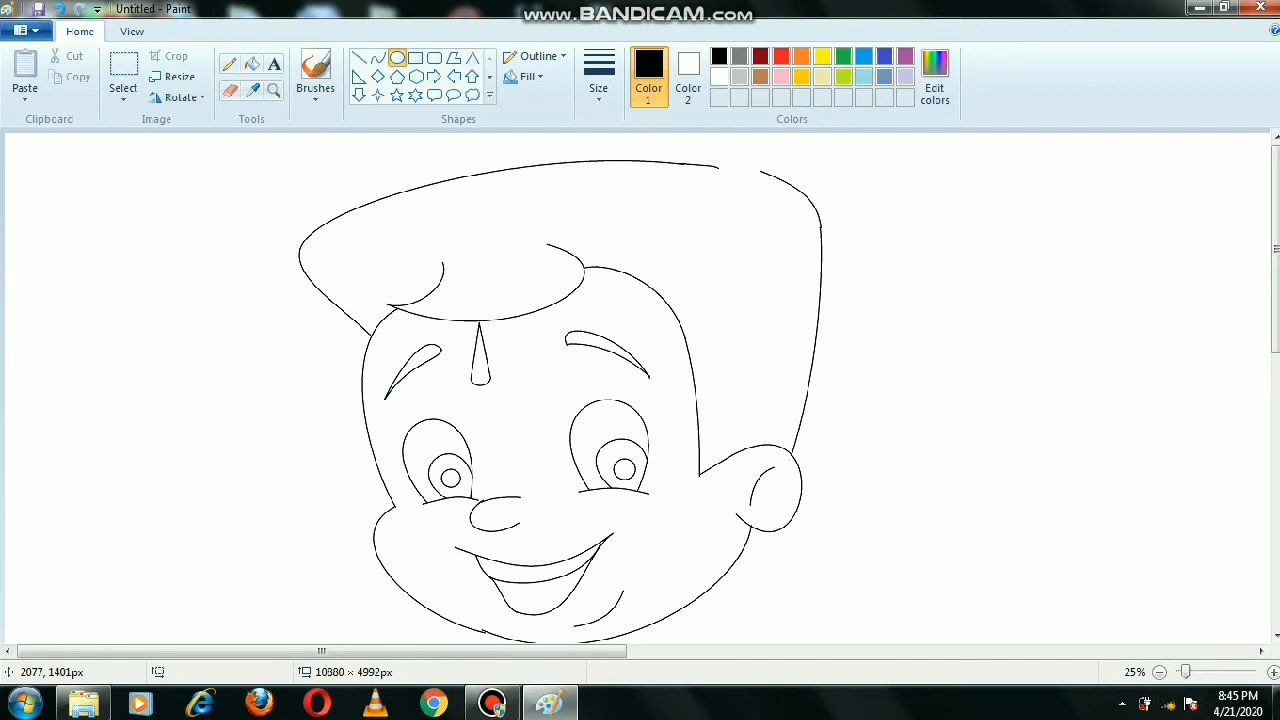 Untitled - Paint
www.BANDICAM.com
Home
View
Paste
Cut
Copy
Clipboard
Select
Crop
Resize
Rotate
Image
A
Tools
Brushes
Shapes
Outline
Fill
Size
Color 1
Color 2
Edit colors
Colors
2077, 1401px
10880 × 4992px
25%
8:45 PM
4/21/2020